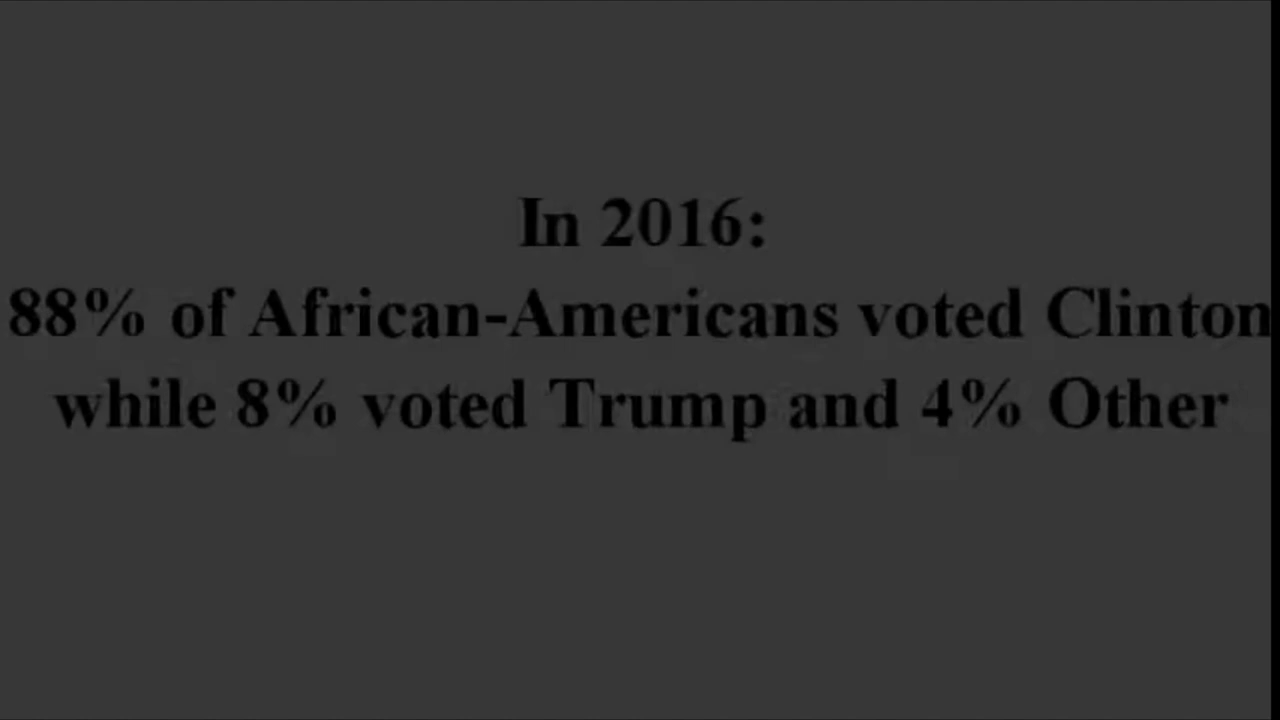 In 2016:
88% of African-Americans voted Clinton
while 8% voted Trump and 4% Other